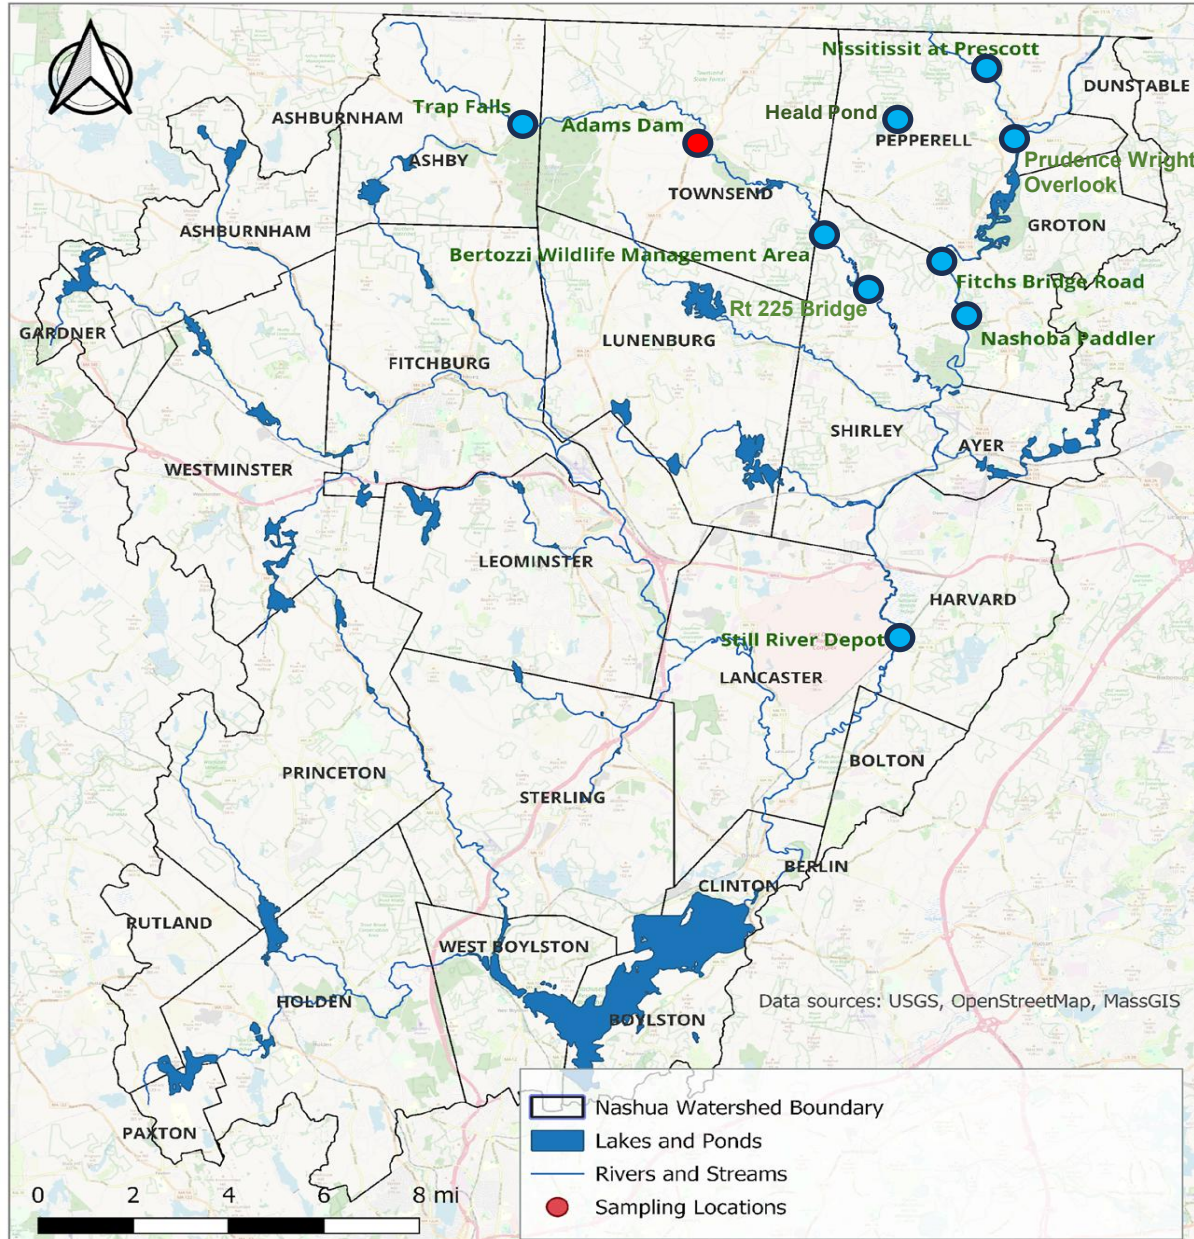 Nissitissit at Prescott
DUNSTABLE
Trap Falls
Heald Pond
ASHBURNHAM
Adams Dam
PEPPERELL
ASHBY
Prudence Wright
Overlook
TOWNSEND
GROTON
ASHBURNHAM
Bertozzi Wildlife Management Area
Fitchs Bridge Road
Rt 225 Bridge
GARDNER
Nashoba Paddler
LUNENBURG
FITCHBURG
SHIRLEY
AYER
WESTMINSTER
LEOMINSTER
HARVARD
Still River Depot
LANCASTER
BOLTON
PRINCETON
STERLING
BERLIN
CLINTON
RUTLAND
WEST BOYLSTON
HOLDEN
Data sources: USGS, OpenStreetMap, MassGIS
BOYLSTON
Nashua Watershed Boundary
PAXTON
Lakes and Ponds
Rivers and Streams
0 2 4 6 8 mi
Sampling Locations